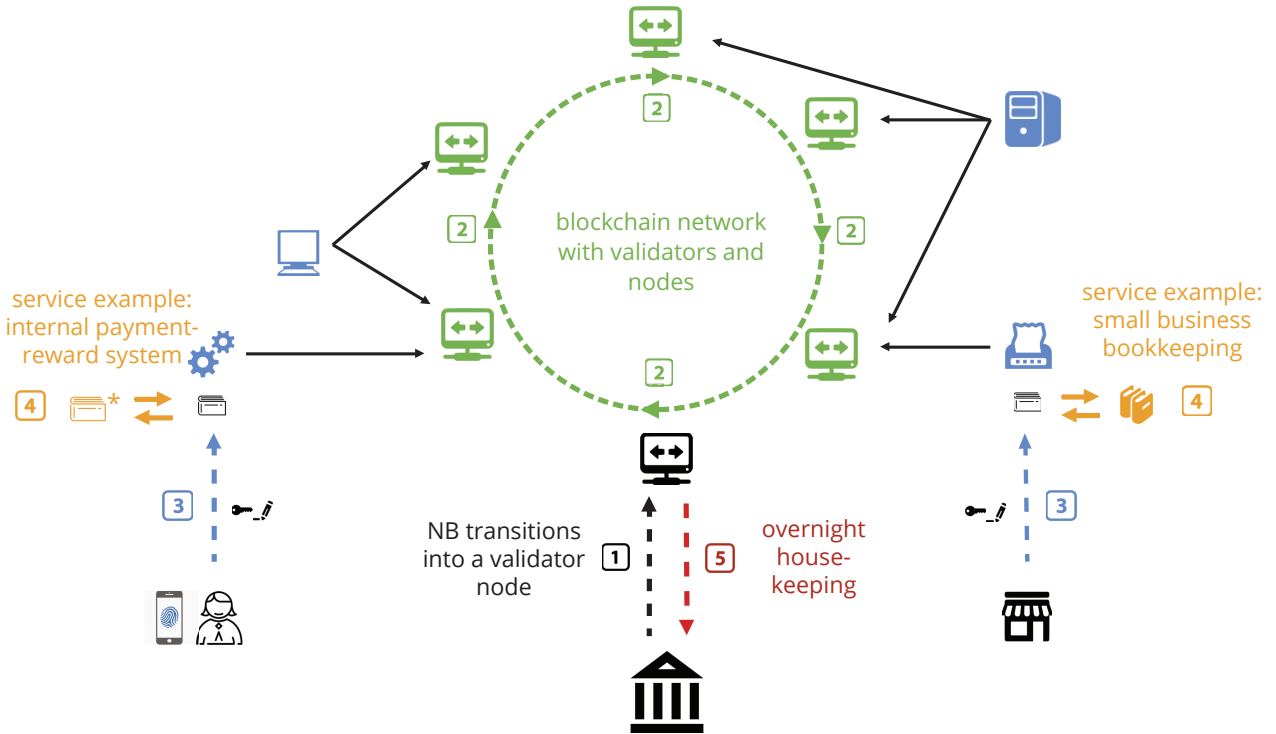 2
2
blockchain network
with validators and
nodes
2
service example:
internal payment-
reward system
service example:
small business
bookkeeping
2
4
*
4
3
3
NB transitions
into a validator
node
1
5
overnight
house-
keeping